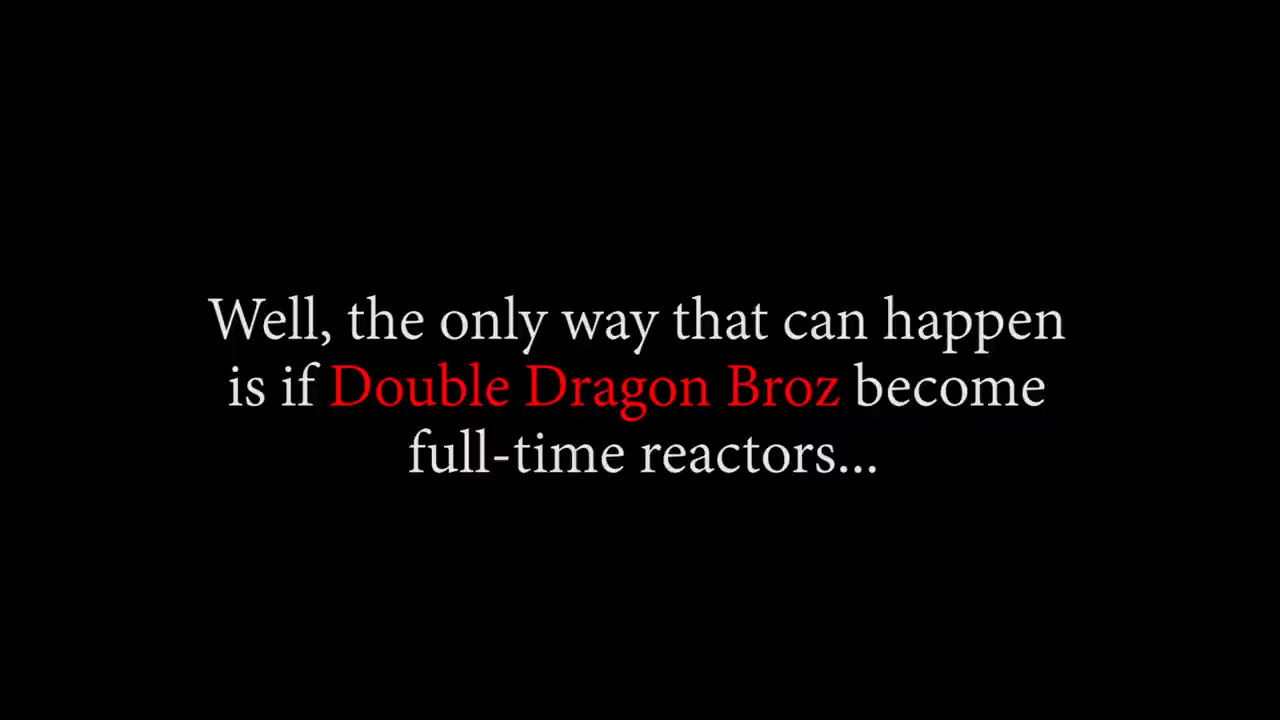 Well, the only way that can happen
is if Double Dragon Broz become
full-time reactors...